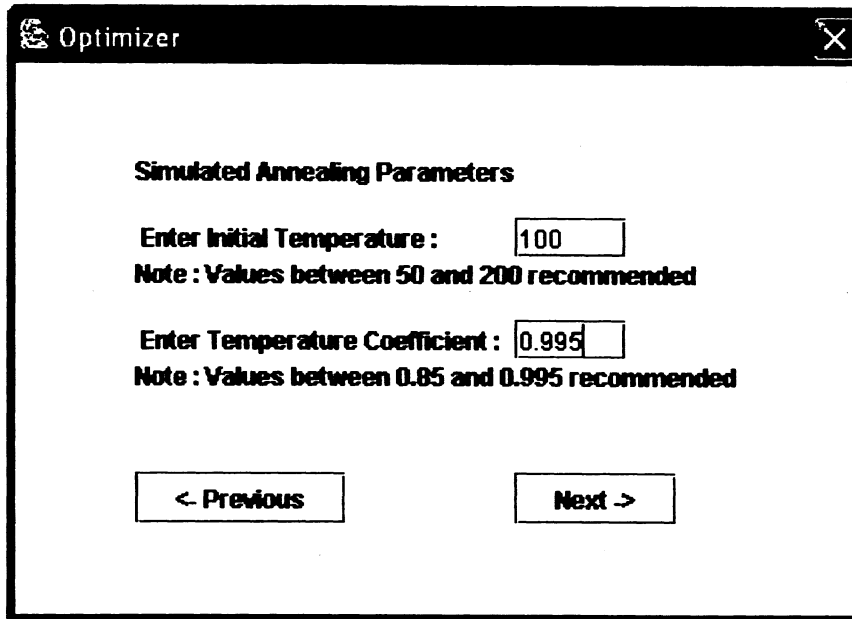 Optimizer
Simulated Annealing Parameters
Enter Initial Temperature : 100
Note : Values between 50 and 200 recommended
Enter Temperature Coefficient : 0.995
Note : Values between 0.85 and 0.995 recommended
<- Previous Next ->